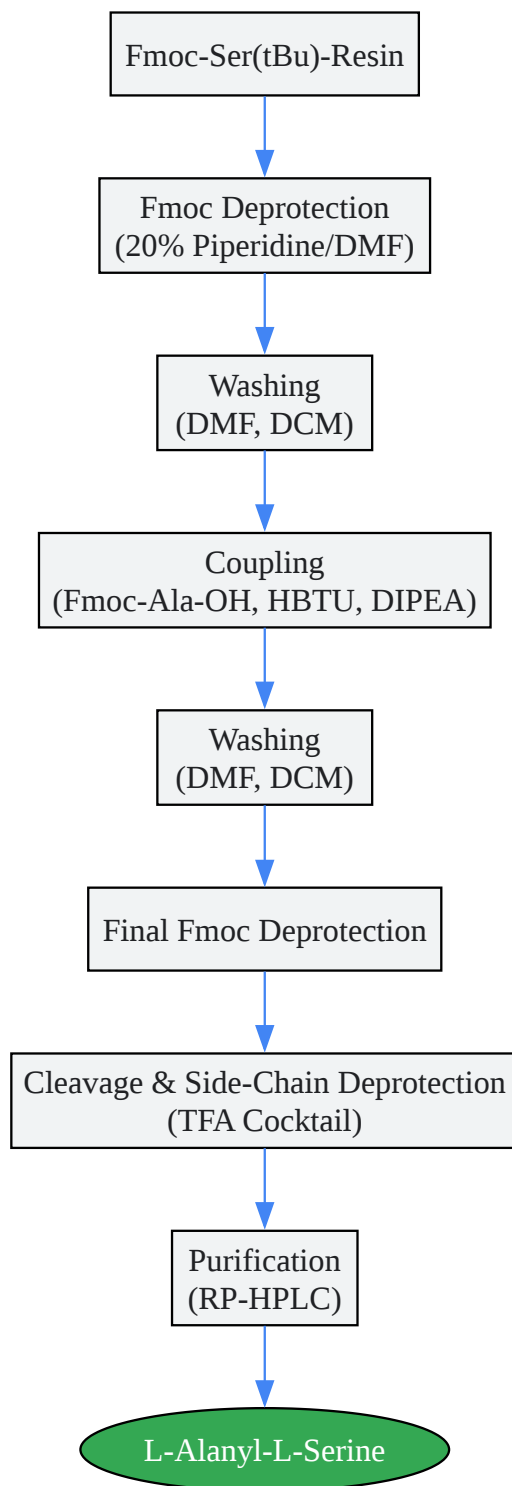 Fmoc-Ser(tBu)-Resin
Fmoc Deprotection
(20% Piperidine/DMF)
Washing
(DMF, DCM)
Coupling
(Fmoc-Ala-OH, HBTU, DIPEA)
Washing
(DMF, DCM)
Final Fmoc Deprotection
Cleavage & Side-Chain Deprotection
(TFA Cocktail)
Purification
(RP-HPLC)
L-Alanyl-L-Serine